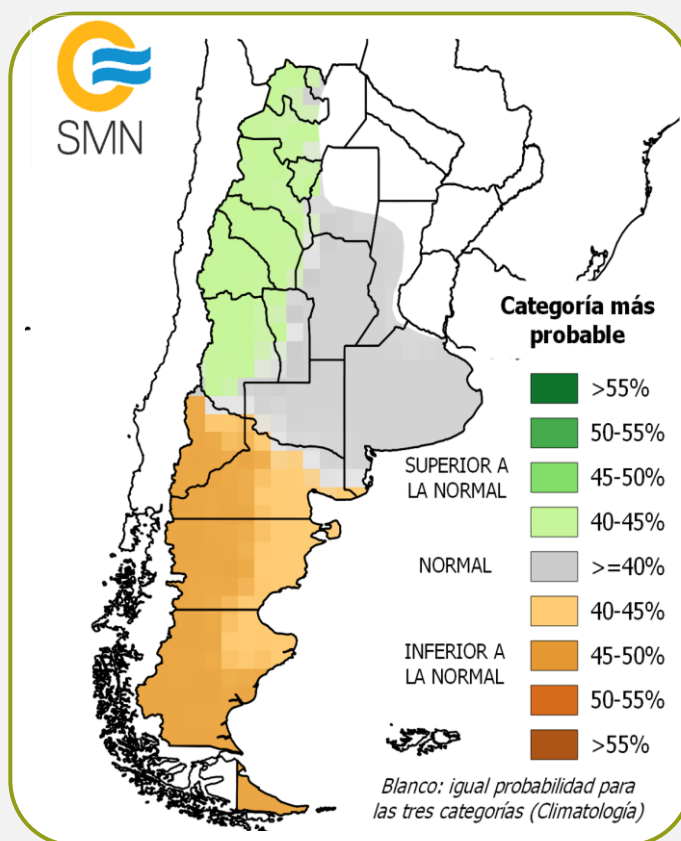 SMN
Categoría más
probable
>55%
50-55%
45-50%
SUPERIOR A
LA NORMAL
40-45%
NORMAL
>=40%
40-45%
INFERIOR A
LA NORMAL
45-50%
50-55%
>55%
Blanco: igual probabilidad para
las tres categorías (Climatología)